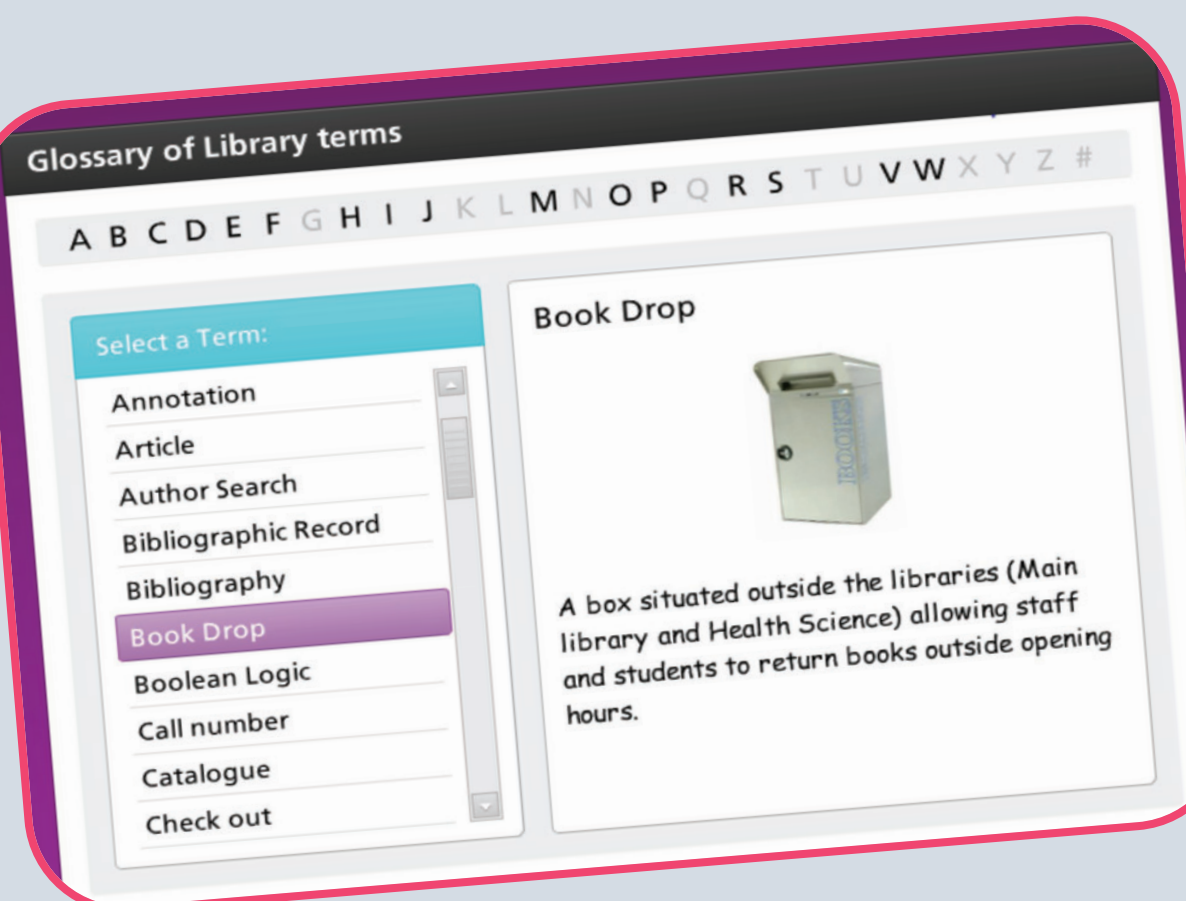 Glossary of Library terms
A B C D E F G H I J K L M N O P Q R S T U V W X Y Z #
Select a Term:
Annotation
Article
Author Search
Bibliographic Record
Bibliography
Book Drop
Boolean Logic
Call number
Catalogue
Check out
Book Drop
BOOKS
A box situated outside the libraries (Main
library and Health Science) allowing staff
and students to return books outside opening
hours.